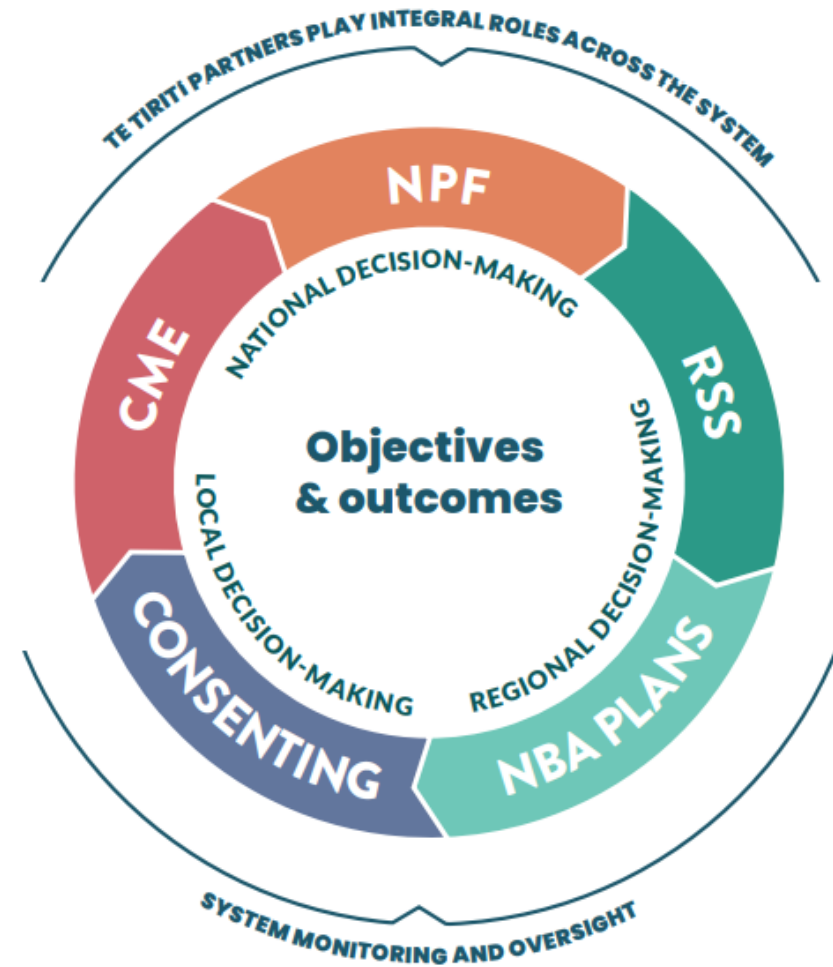 TE TIRITI PARTNERS PLAY INTEGRAL ROLES ACROSS THE SYSTEM
NPF
NATIONAL DECISION-MAKING
RSS
REGIONAL DECISION-MAKING
NBA PLANS
CONSENTING
LOCAL DECISION-MAKING
CME
Objectives
& outcomes
SYSTEM MONITORING AND OVERSIGHT